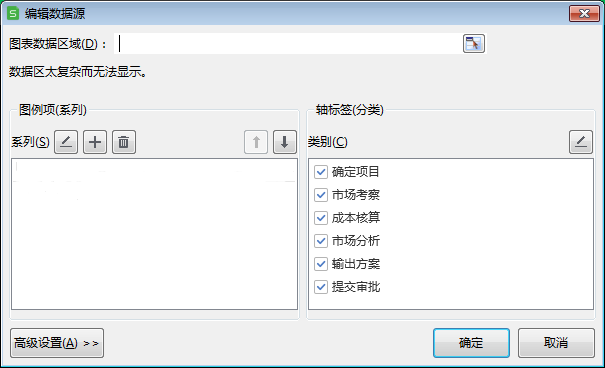 编辑数据源
图表数据区域(D)：
数据区太复杂而无法显示。
图例项(系列)
系列(S)
轴标签(分类)
类别(C)
确定项目
市场考察
成本核算
市场分析
输出方案
提交审批
高级设置(A) >>
确定
取消